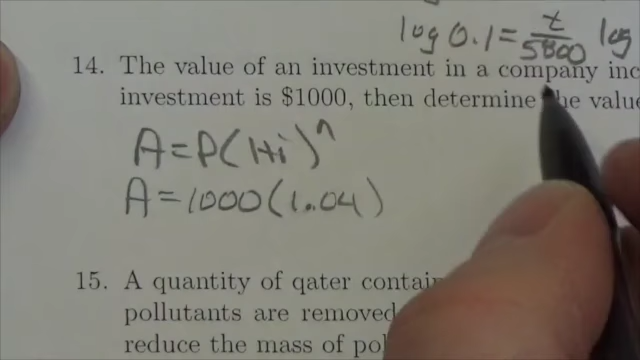 log 0.1 = t/5800 log
14. The value of an investment in a company inc
investment is $1000, then determine the value
A = P(1+i)^n
A = 1000(1.04)
15. A quantity of qater contai
pollutants are removed
reduce the mass of pol